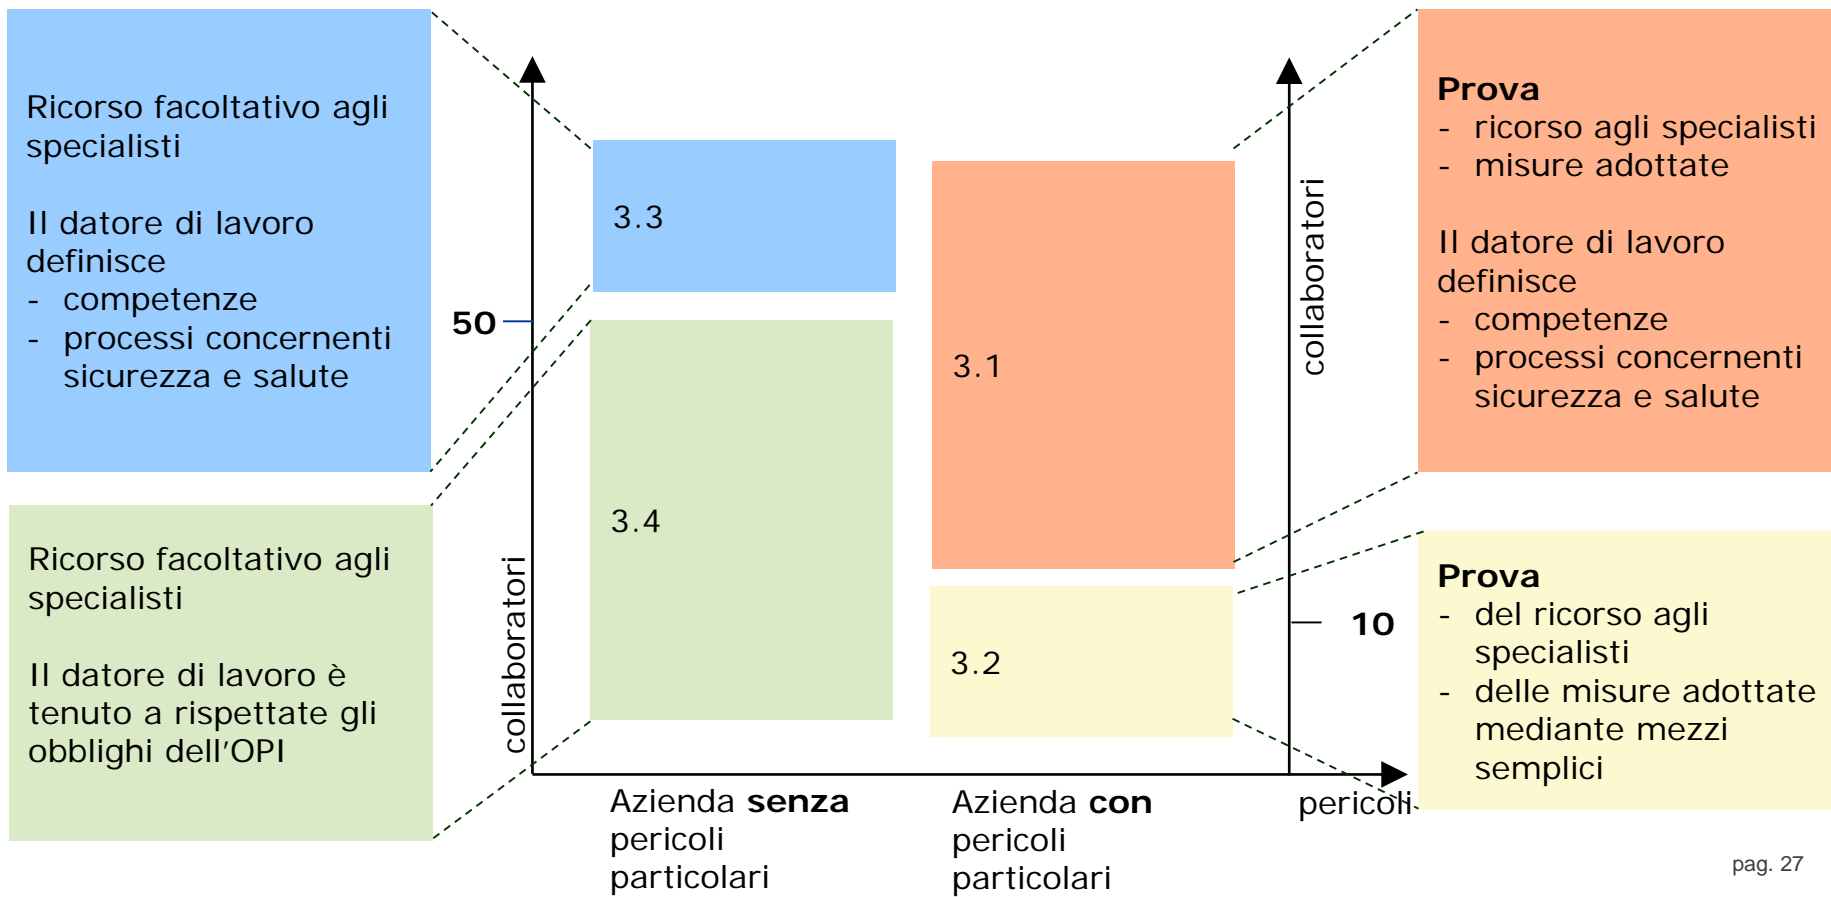 Ricorso facoltativo agli
specialisti
Il datore di lavoro
definisce
- competenze
- processi concernenti
sicurezza e salute
Ricorso facoltativo agli
specialisti
Il datore di lavoro è
tenuto a rispettate gli
obblighi dell'OPI
50
collaboratori
3.3
3.4
3.1
3.2
collaboratori
10
Azienda senza
pericoli
particolari
Azienda con
pericoli
particolari
pericoli
Prova
- ricorso agli specialisti
- misure adottate
Il datore di lavoro
definisce
- competenze
- processi concernenti
sicurezza e salute
Prova
- del ricorso agli
specialisti
- delle misure adottate
mediante mezzi
semplici
pag. 27